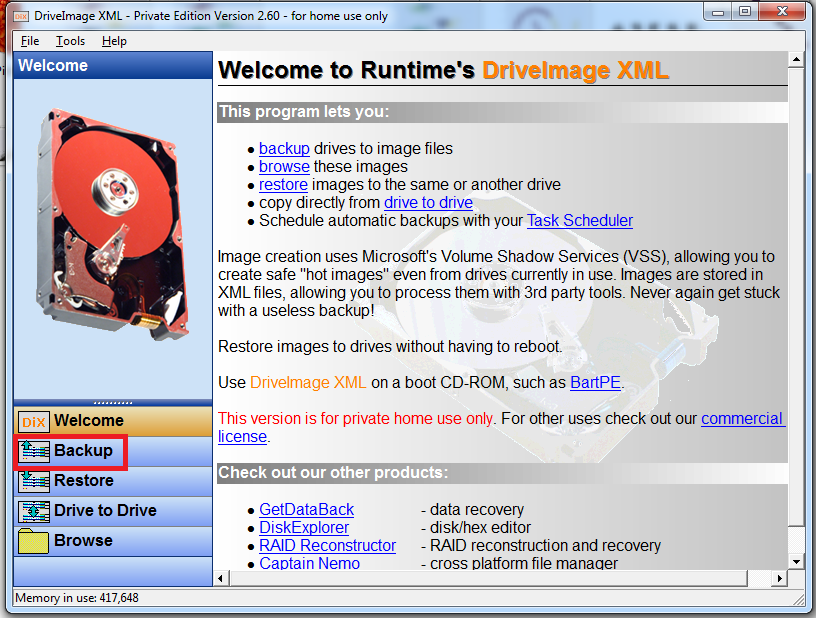 DriveImage XML - Private Edition Version 2.60 - for home use only
File Tools Help
Welcome
Welcome to Runtime's DriveImage XML
This program lets you:
• backup drives to image files
• browse these images
• restore images to the same or another drive
• copy directly from drive to drive
• Schedule automatic backups with your Task Scheduler
Image creation uses Microsoft's Volume Shadow Services (VSS), allowing you to
create safe "hot images" even from drives currently in use. Images are stored in
XML files, allowing you to process them with 3rd party tools. Never again get stuck
with a useless backup!
Restore images to drives without having to reboot.
Use DriveImage XML on a boot CD-ROM, such as BartPE.
This version is for private home use only. For other uses check out our commercial
license.
Check out our other products:
• GetDataBack - data recovery
• DiskExplorer - disk/hex editor
• RAID Reconstructor - RAID reconstruction and recovery
• Captain Nemo - cross platform file manager
DiX Welcome
Backup
Restore
Drive to Drive
Browse
Memory in use: 417,648